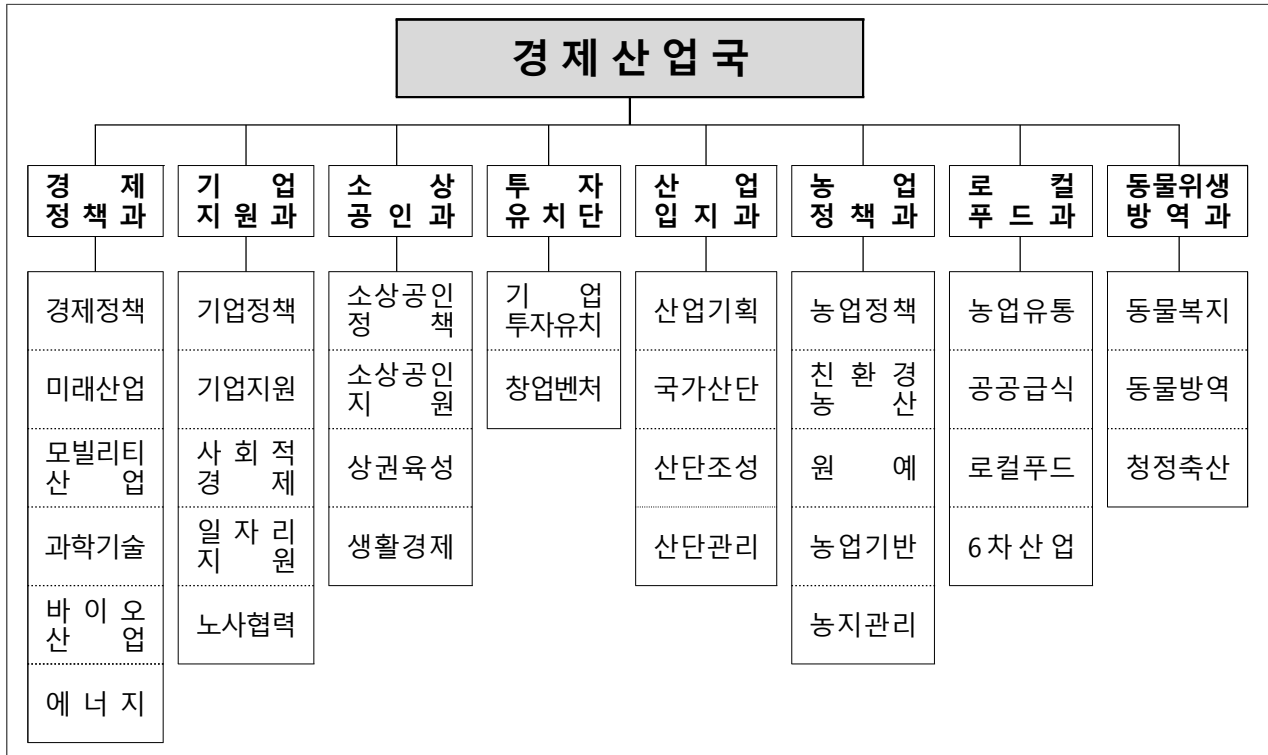 경제산업국
경제
정책과
기업
지원과
소상
공인과
투자
유치단
산업
입지과
농업
정책과
로컬
푸드과
동물위생
방역과
경제정책
미래산업
모빌리티
산업
과학기술
바이오
산업
에너지
기업정책
기업지원
사회적
경제
일자리
지원
노사협력
소상공인
정책
소상공인
지원
상권육성
생활경제
기업
투자유치
창업벤처
산업기획
국가산단
산단조성
산단관리
농업정책
친환경
농산
원예
농업기반
농지관리
농업유통
공공급식
로컬푸드
6차산업
동물복지
동물방역
청정축산